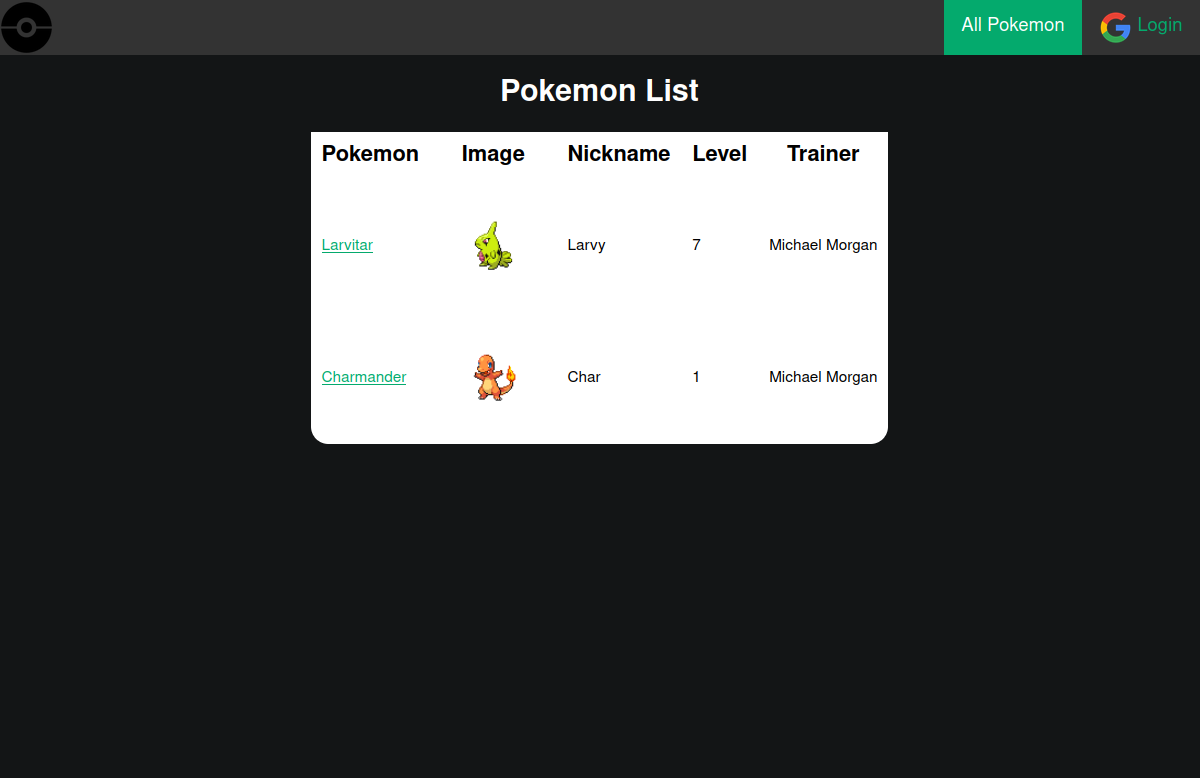 All Pokemon Login
Pokemon List
Pokemon Image Nickname Level Trainer
Larvitar Larvy 7 Michael Morgan
Charmander Char 1 Michael Morgan